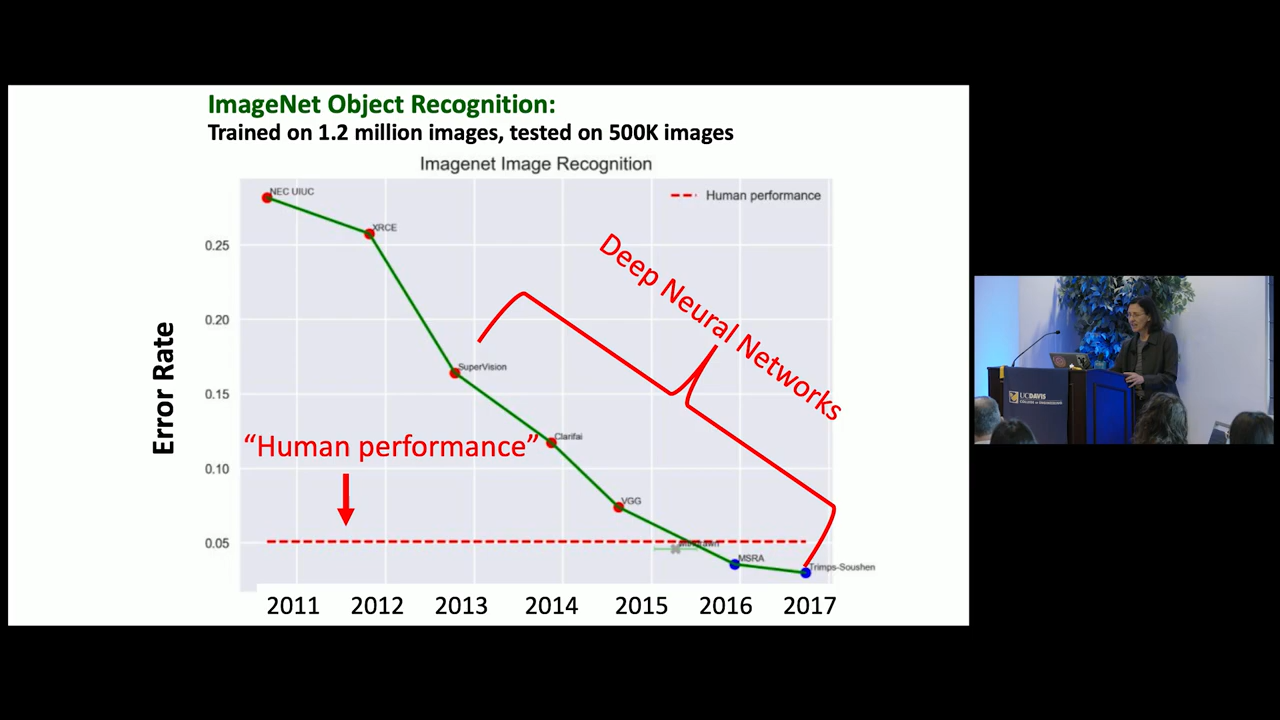 ImageNet Object Recognition:
Trained on 1.2 million images, tested on 500K images
Imagenet Image Recognition
NEC UIUC
Human performance
XRCE
0.25
Deep Neural Networks
0.20
Error Rate
SuperVision
0.15
"Human performance"
Clarifai
0.10
VGG
0.05
MSRA
Trimps-Soushen
2011 2012 2013 2014 2015 2016 2017
UCDAVIS